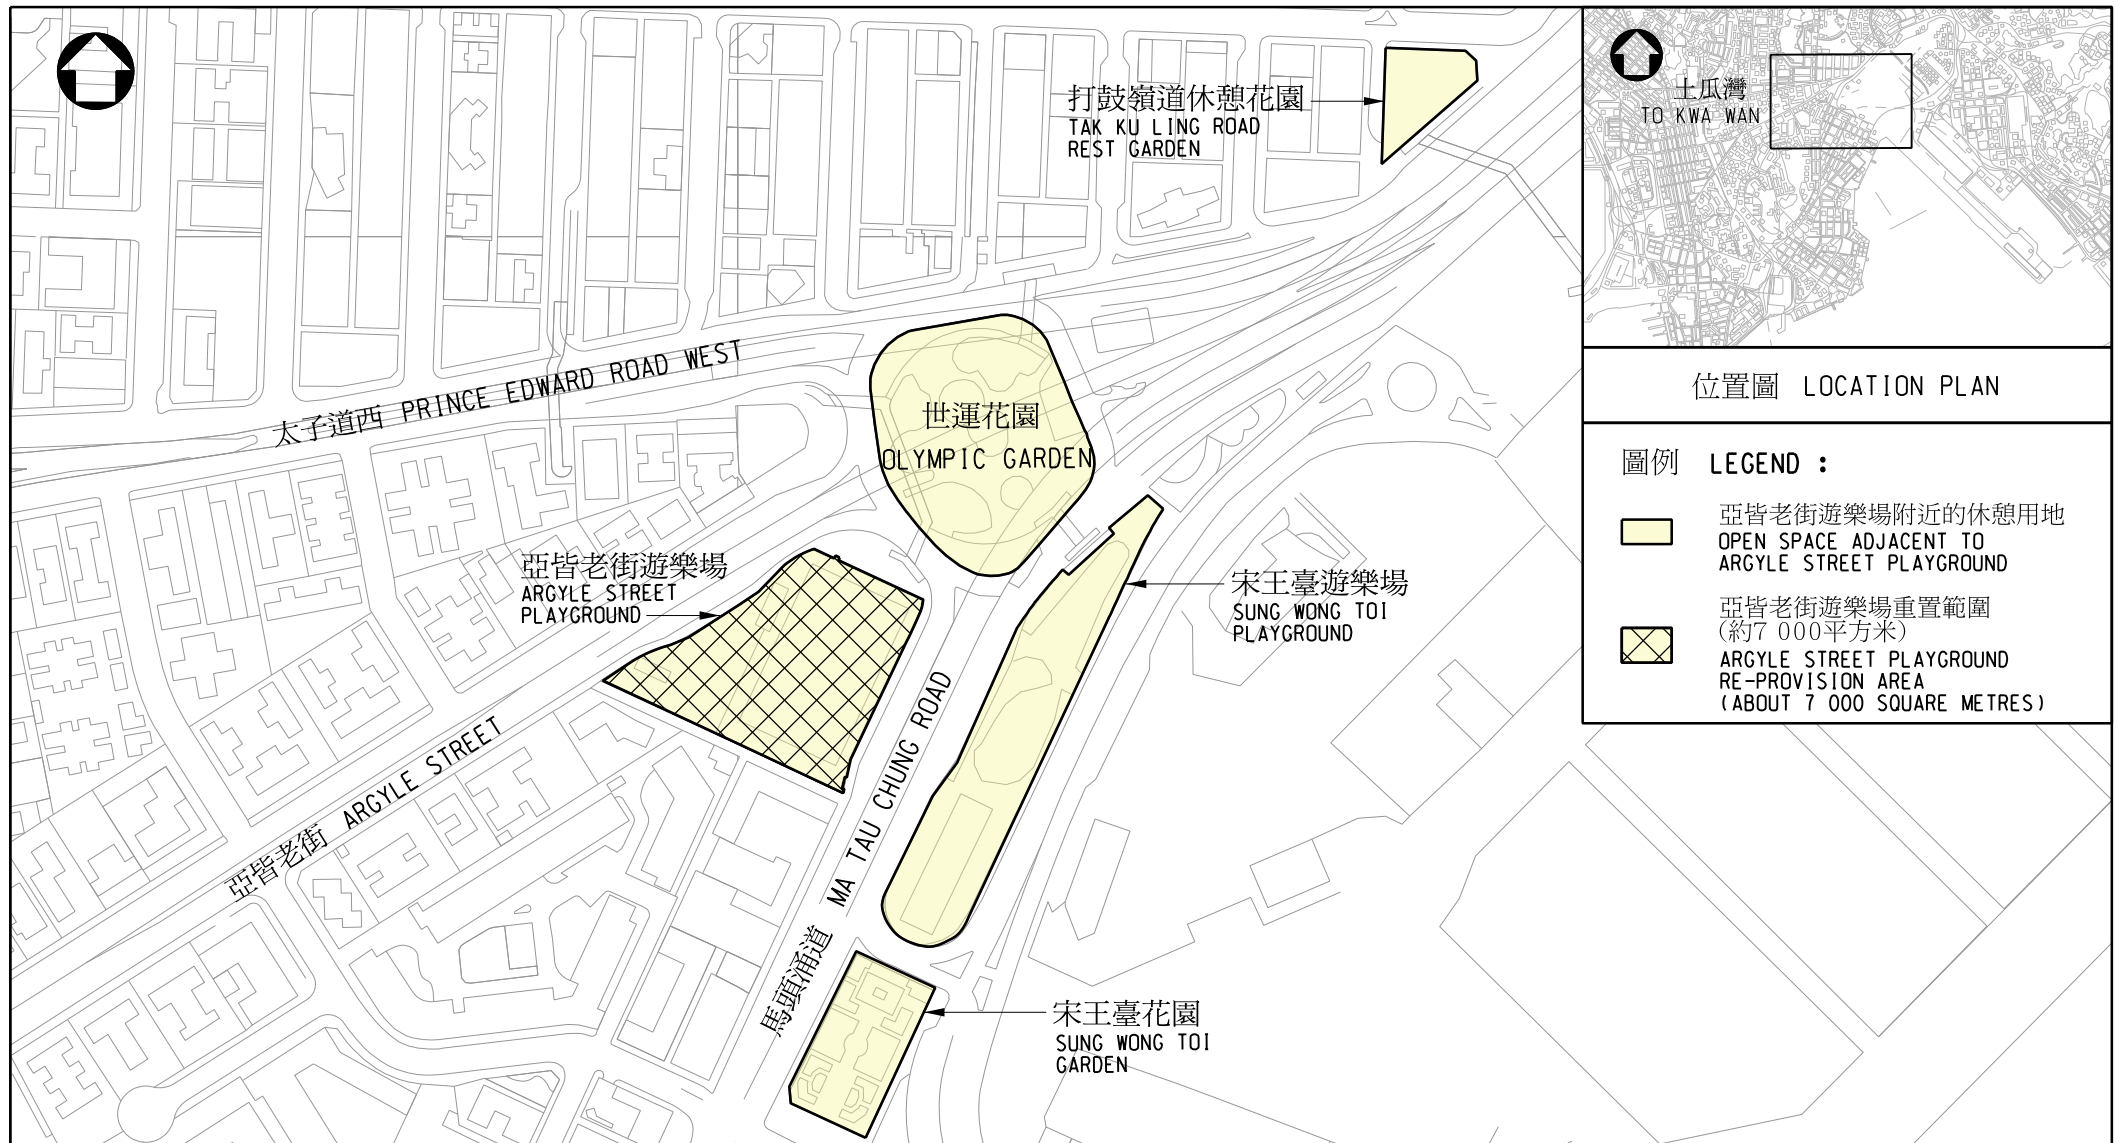 打鼓嶺道休憩花園
TAK KU LING ROAD
REST GARDEN
太子道西 PRINCE EDWARD ROAD WEST
世運花園
OLYMPIC GARDEN
亞皆老街遊樂場
ARGYLE STREET
PLAYGROUND
宋王臺遊樂場
SUNG WONG TOI
PLAYGROUND
亞皆老街 ARGYLE STREET
馬頭涌道 MA TAU CHUNG ROAD
宋王臺花園
SUNG WONG TOI
GARDEN
土瓜灣
TO KWA WAN
位置圖 LOCATION PLAN
圖例 LEGEND :
亞皆老街遊樂場附近的休憩用地
OPEN SPACE ADJACENT TO
ARGYLE STREET PLAYGROUND
亞皆老街遊樂場重置範圍
(約7 000平方米)
ARGYLE STREET PLAYGROUND
RE-PROVISION AREA
(ABOUT 7 000 SQUARE METRES)